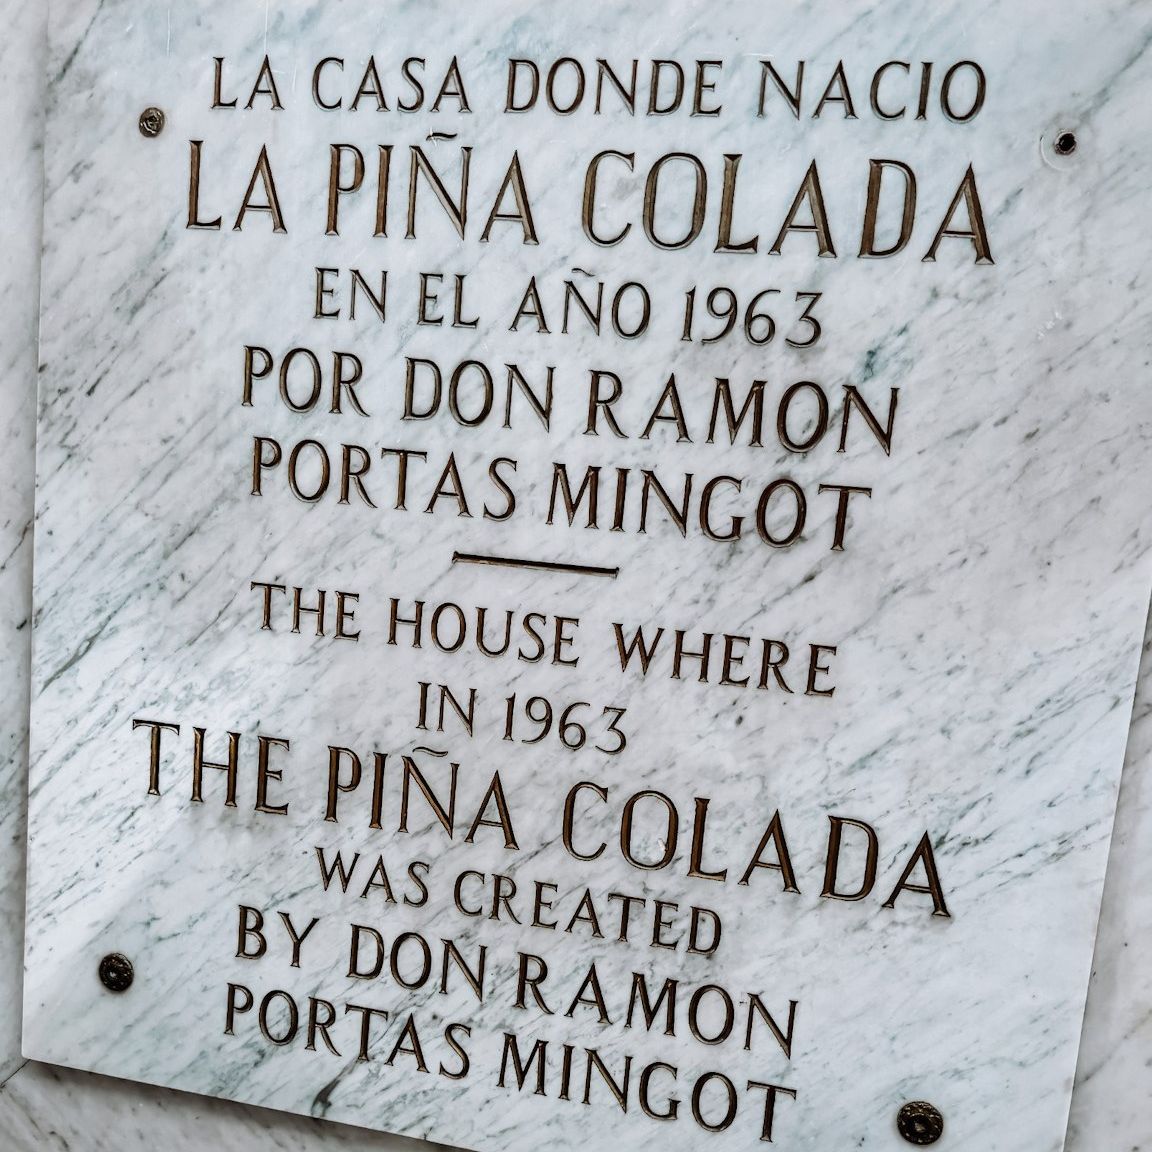 LA CASA DONDE NACIO
LA PIÑA COLADA
EN EL AÑO 1963
POR DON RAMON
PORTAS MINGOT
THE HOUSE WHERE
IN 1963
THE PIÑA COLADA
WAS CREATED
BY DON RAMON
PORTAS MINGOT